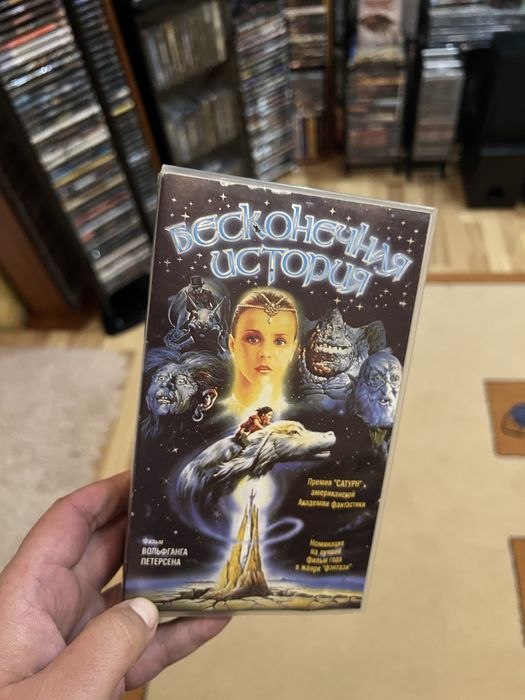 Бесконечная
история
Премия "САТУРН"
американской
Академии фантастики
Фильм
ВОЛЬФГАНГА
ПЕТЕРСЕНА
Номинация
на лучший
фильм года
в жанре "фэнтази"